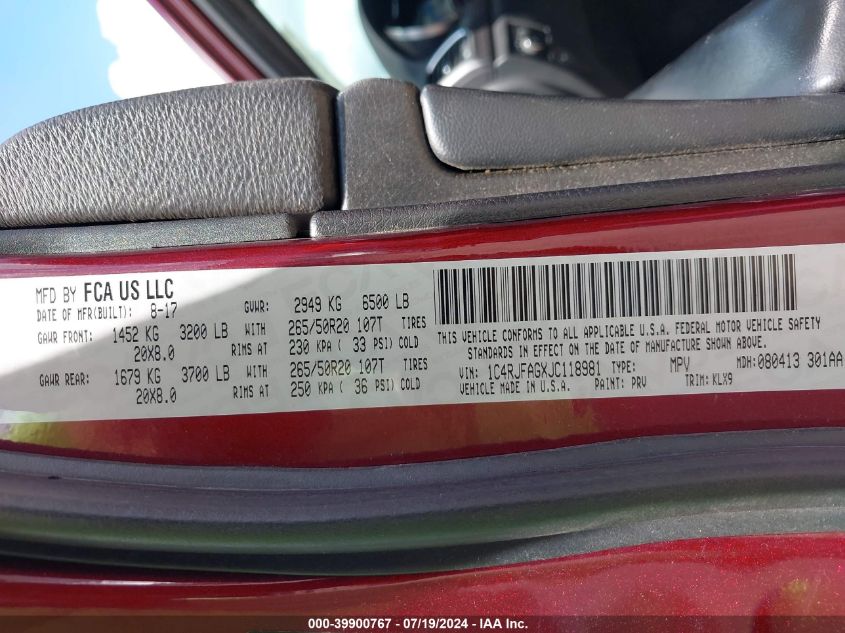 MFD BY FCA US LLC
DATE OF MFR(BUILT): 8-17 GVWR: 2949 KG 6500 LB
GAWR FRONT: 1452 KG 3200 LB WITH 265/50R20 107T TIRES
20X8.0 RIMS AT 230 KPA ( 33 PSI) COLD
GAWR REAR: 1679 KG 3700 LB WITH 265/50R20 107T TIRES
20X8.0 RIMS AT 250 KPA ( 36 PSI) COLD
THIS VEHICLE CONFORMS TO ALL APPLICABLE U.S.A. FEDERAL MOTOR VEHICLE SAFETY
STANDARDS IN EFFECT ON THE DATE OF MANUFACTURE SHOWN ABOVE.
VIN: 1C4RJFAGXJC118981 TYPE: MPV MDH: 080413 301AA
VEHICLE MADE IN U.S.A. PAINT: PRV TRIM: KLX9
000-39900767 - 07/19/2024 - IAA Inc.